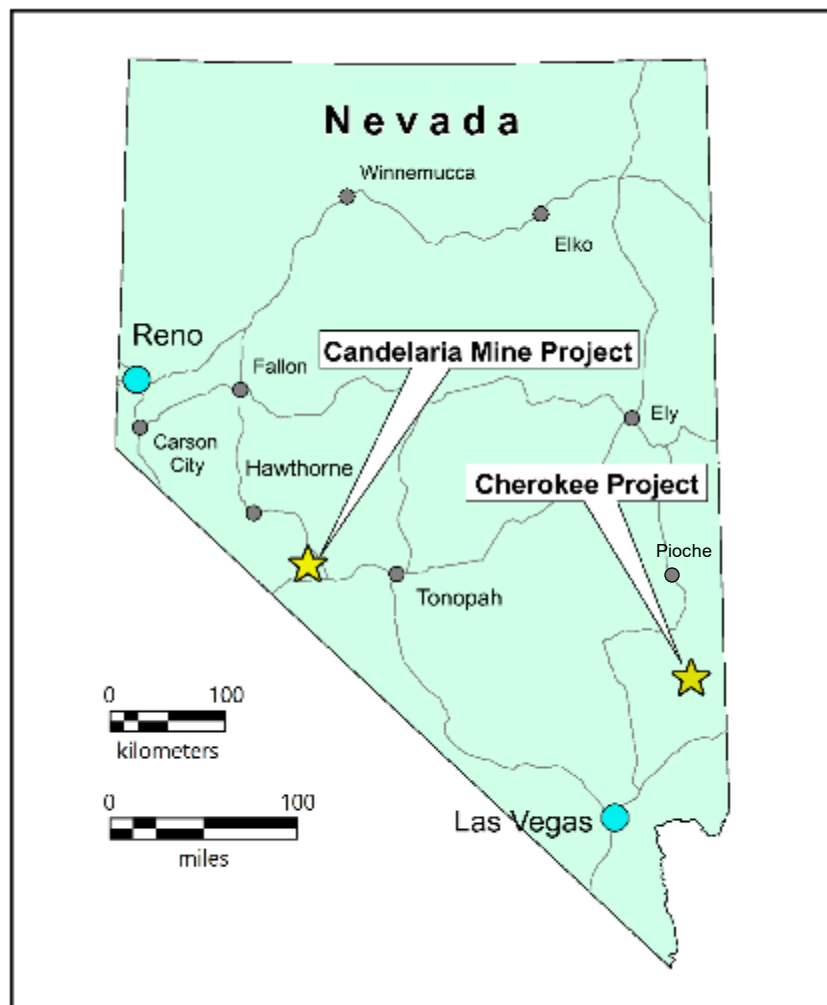 Nevada
Winnemucca
Elko
Reno
Candelaria Mine Project
Fallon
Ely
Carson
City
Hawthorne
Cherokee Project
Pioche
Tonopah
0 100
kilometers
0 100
miles
Las Vegas